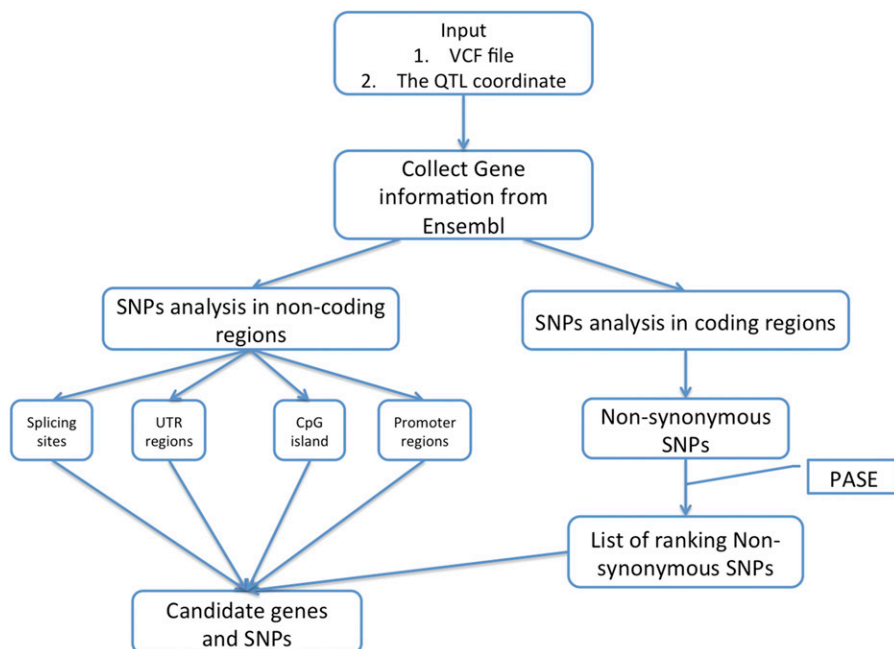 Input
1. VCF file
2. The QTL coordinate
Collect Gene
information from
Ensembl
SNPs analysis in non-coding
regions
SNPs analysis in coding regions
Splicing
sites
UTR
regions
CpG
island
Promoter
regions
Non-synonymous
SNPs
PASE
List of ranking Non-
synonymous SNPs
Candidate genes
and SNPs